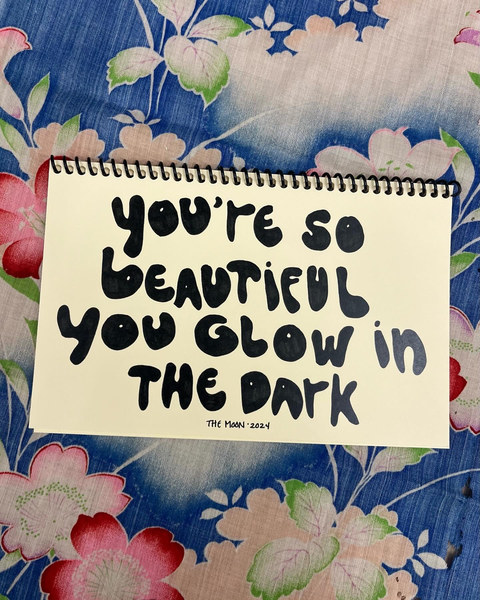 YOU'RE SO
BEAUTIFUL
YOU GLOW in
THE DARK
THE MOON · 2024